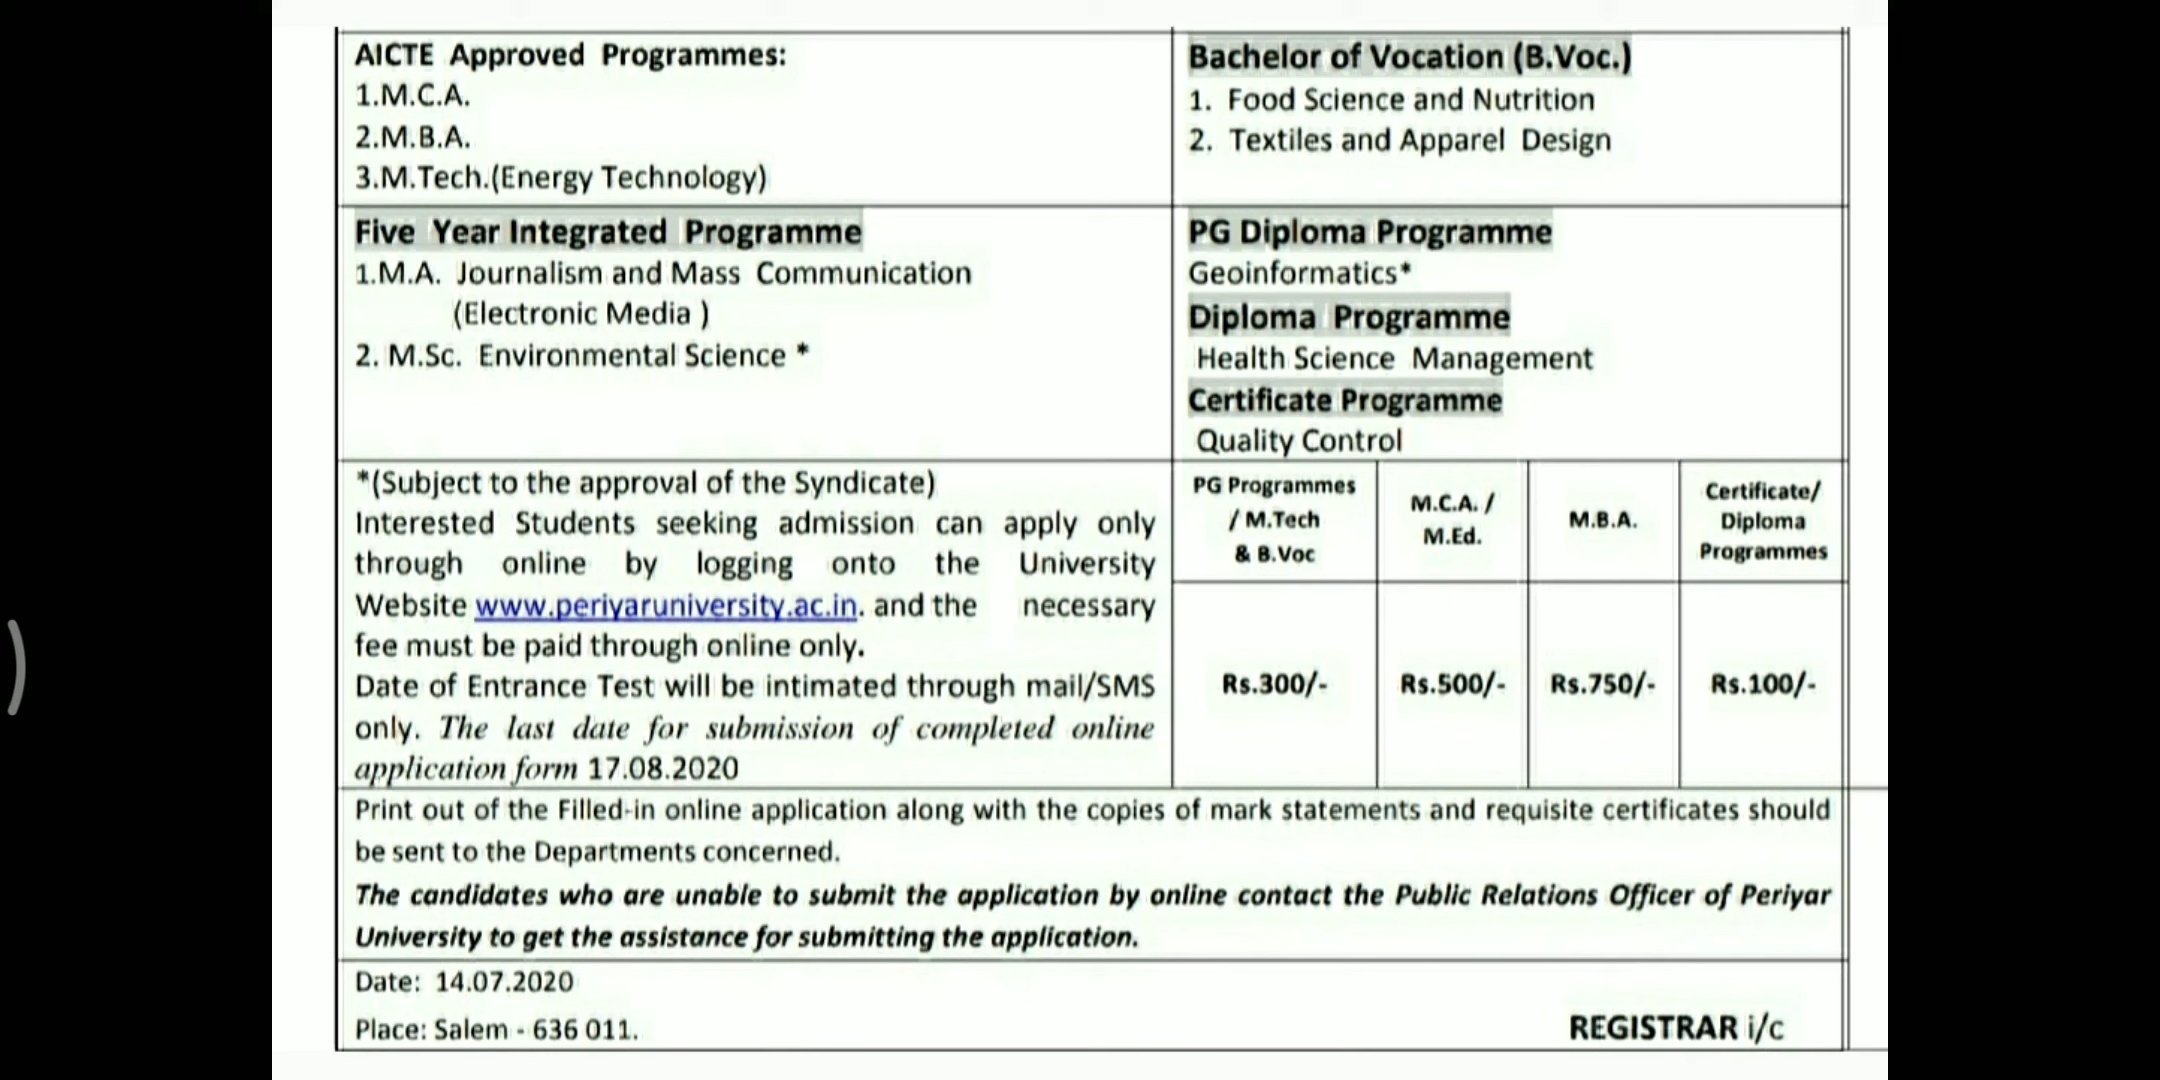 AICTE Approved Programmes:
1.M.C.A.
2.M.B.A.
3.M.Tech.(Energy Technology)
Bachelor of Vocation (B.Voc.)
1. Food Science and Nutrition
2. Textiles and Apparel Design
Five Year Integrated Programme
1.M.A. Journalism and Mass Communication
(Electronic Media )
2. M.Sc. Environmental Science *
PG Diploma Programme
Geoinformatics*
Diploma Programme
Health Science Management
Certificate Programme
Quality Control
*(Subject to the approval of the Syndicate)
Interested Students seeking admission can apply only
through online by logging onto the University
Website www.periyaruniversity.ac.in. and the necessary
fee must be paid through online only.
Date of Entrance Test will be intimated through mail/SMS
only. The last date for submission of completed online
application form 17.08.2020
PG Programmes
/ M.Tech
& B.Voc
M.C.A. /
M.Ed.
M.B.A.
Certificate/
Diploma
Programmes
Rs.300/-
Rs.500/-
Rs.750/-
Rs.100/-
Print out of the Filled-in online application along with the copies of mark statements and requisite certificates should
be sent to the Departments concerned.
The candidates who are unable to submit the application by online contact the Public Relations Officer of Periyar
University to get the assistance for submitting the application.
Date: 14.07.2020
Place: Salem - 636 011.
REGISTRAR i/c